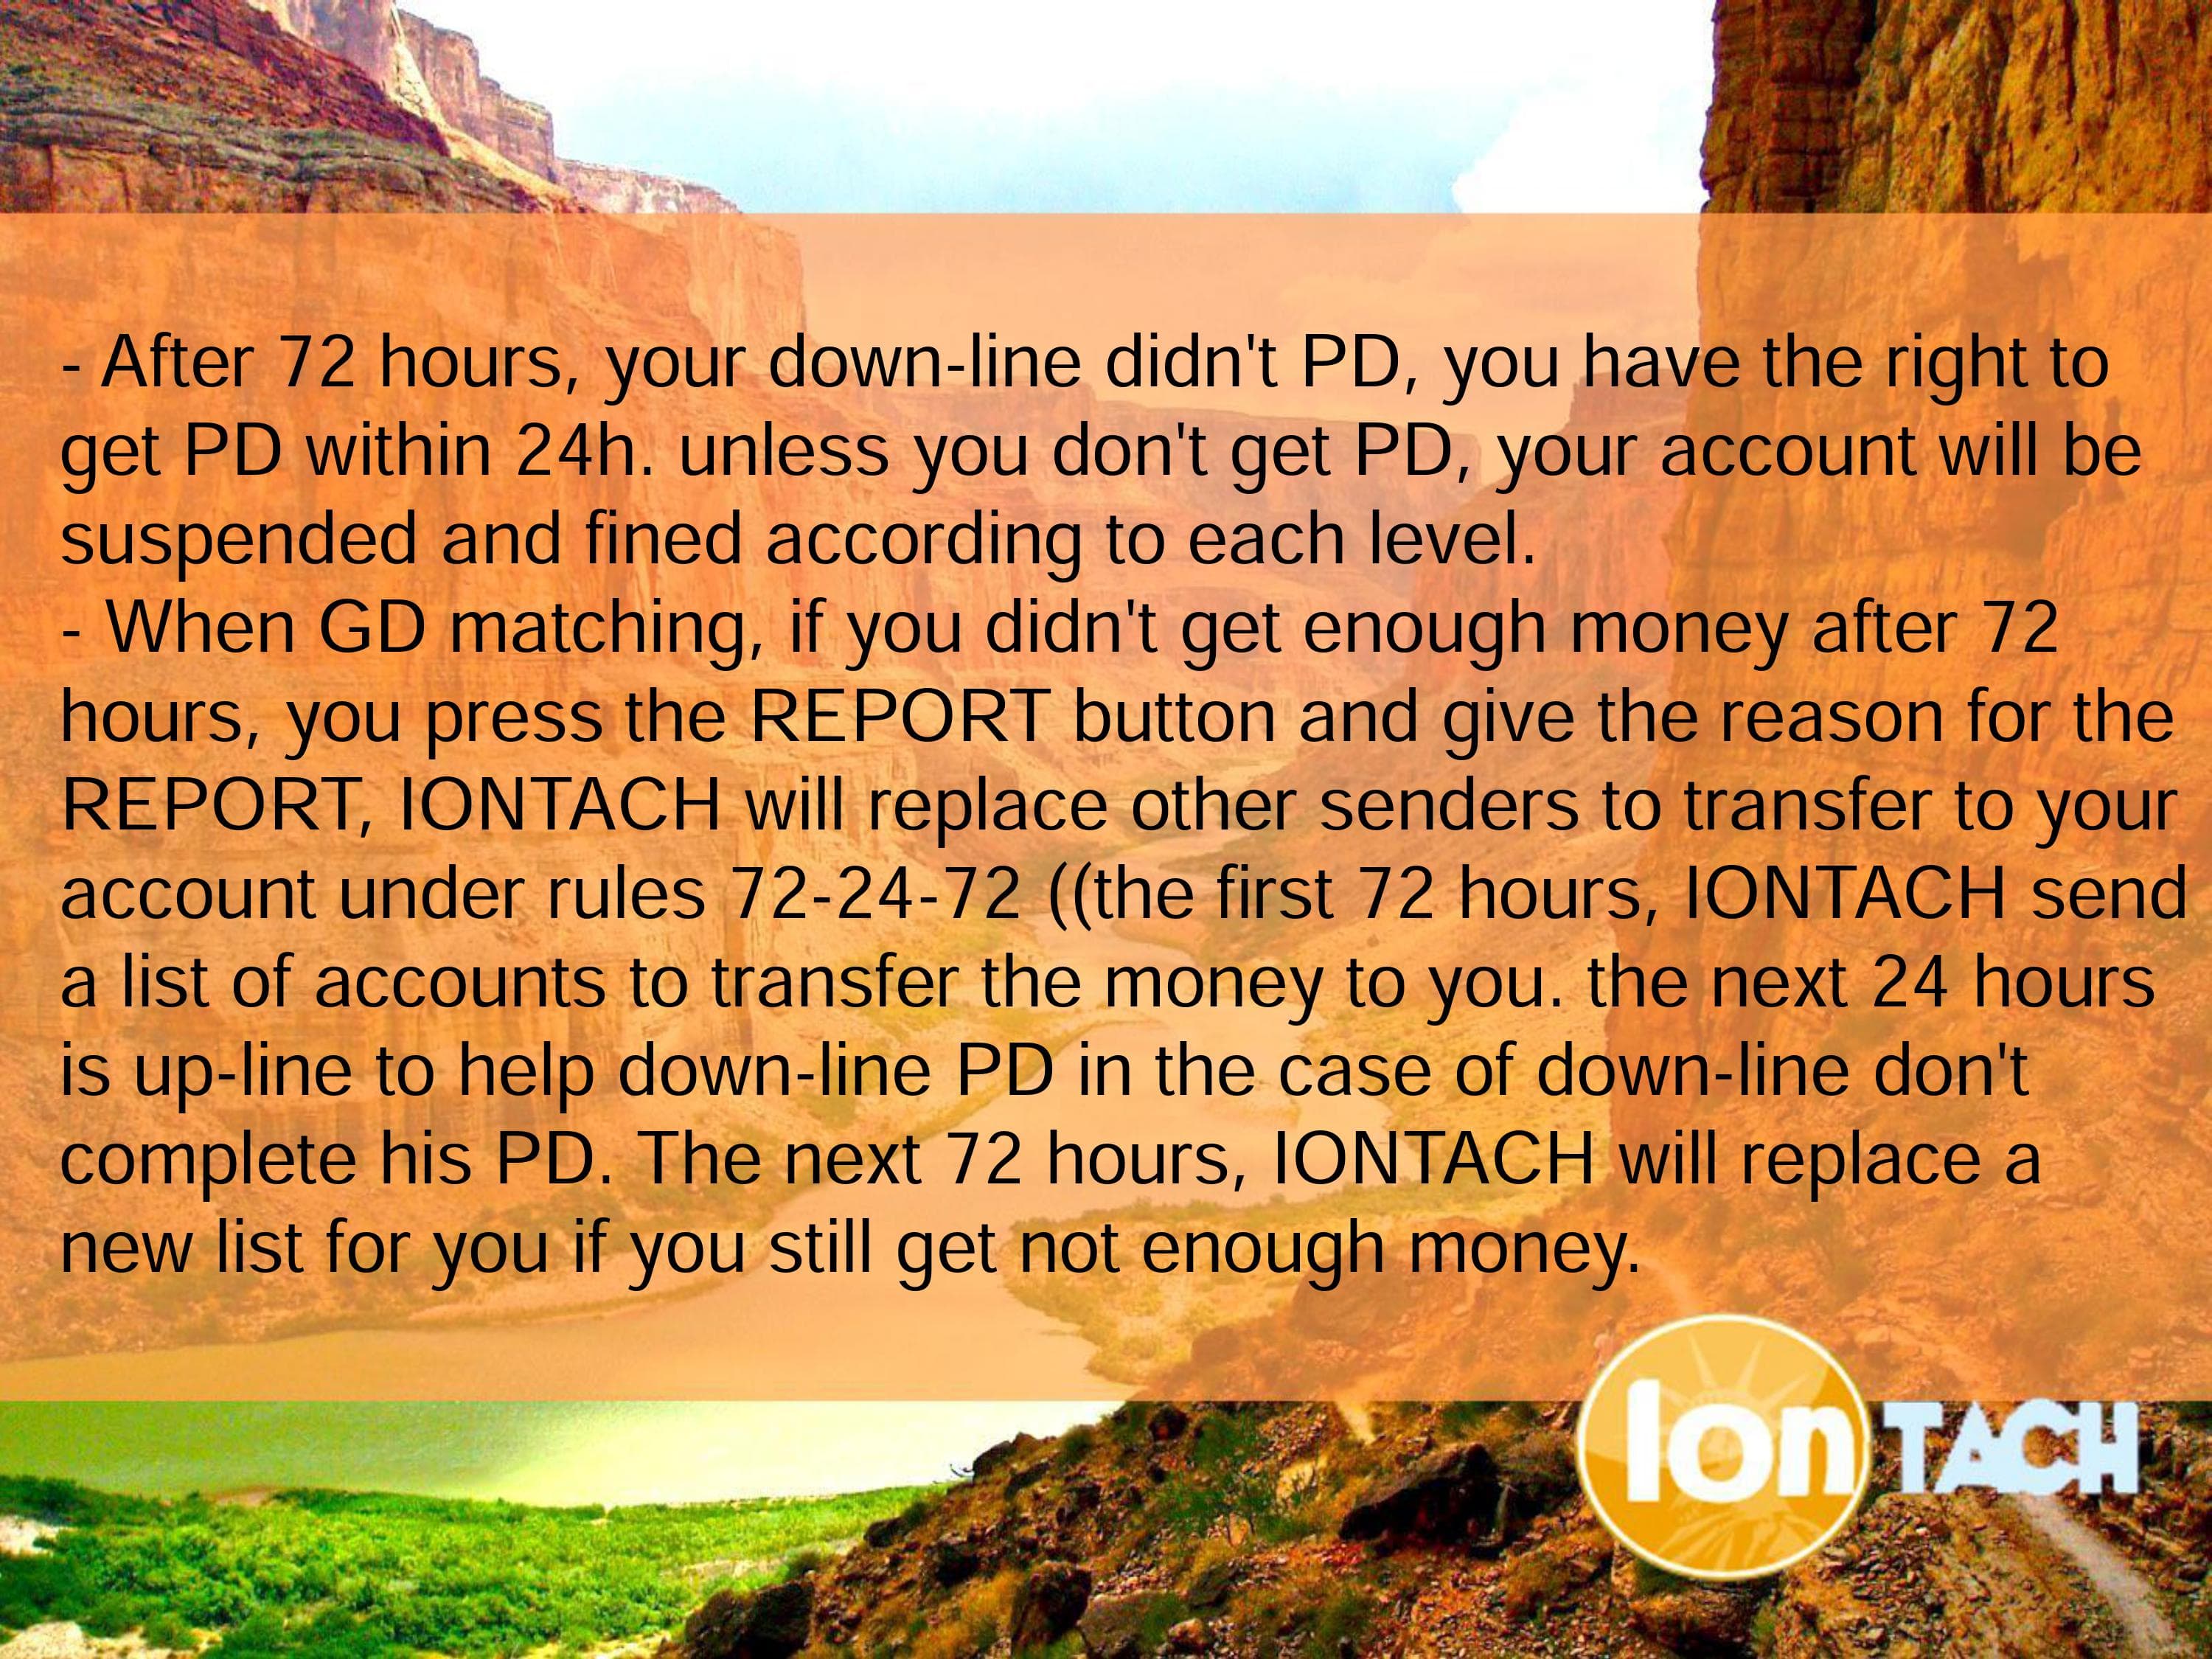 - After 72 hours, your down-line didn't PD, you have the right to
get PD within 24h. unless you don't get PD, your account will be
suspended and fined according to each level.
- When GD matching, if you didn't get enough money after 72
hours, you press the REPORT button and give the reason for the
REPORT, IONTACH will replace other senders to transfer to your
account under rules 72-24-72 ((the first 72 hours, IONTACH send
a list of accounts to transfer the money to you. the next 24 hours
is up-line to help down-line PD in the case of down-line don't
complete his PD. The next 72 hours, IONTACH will replace a
new list for you if you still get not enough money.
Ion TACH